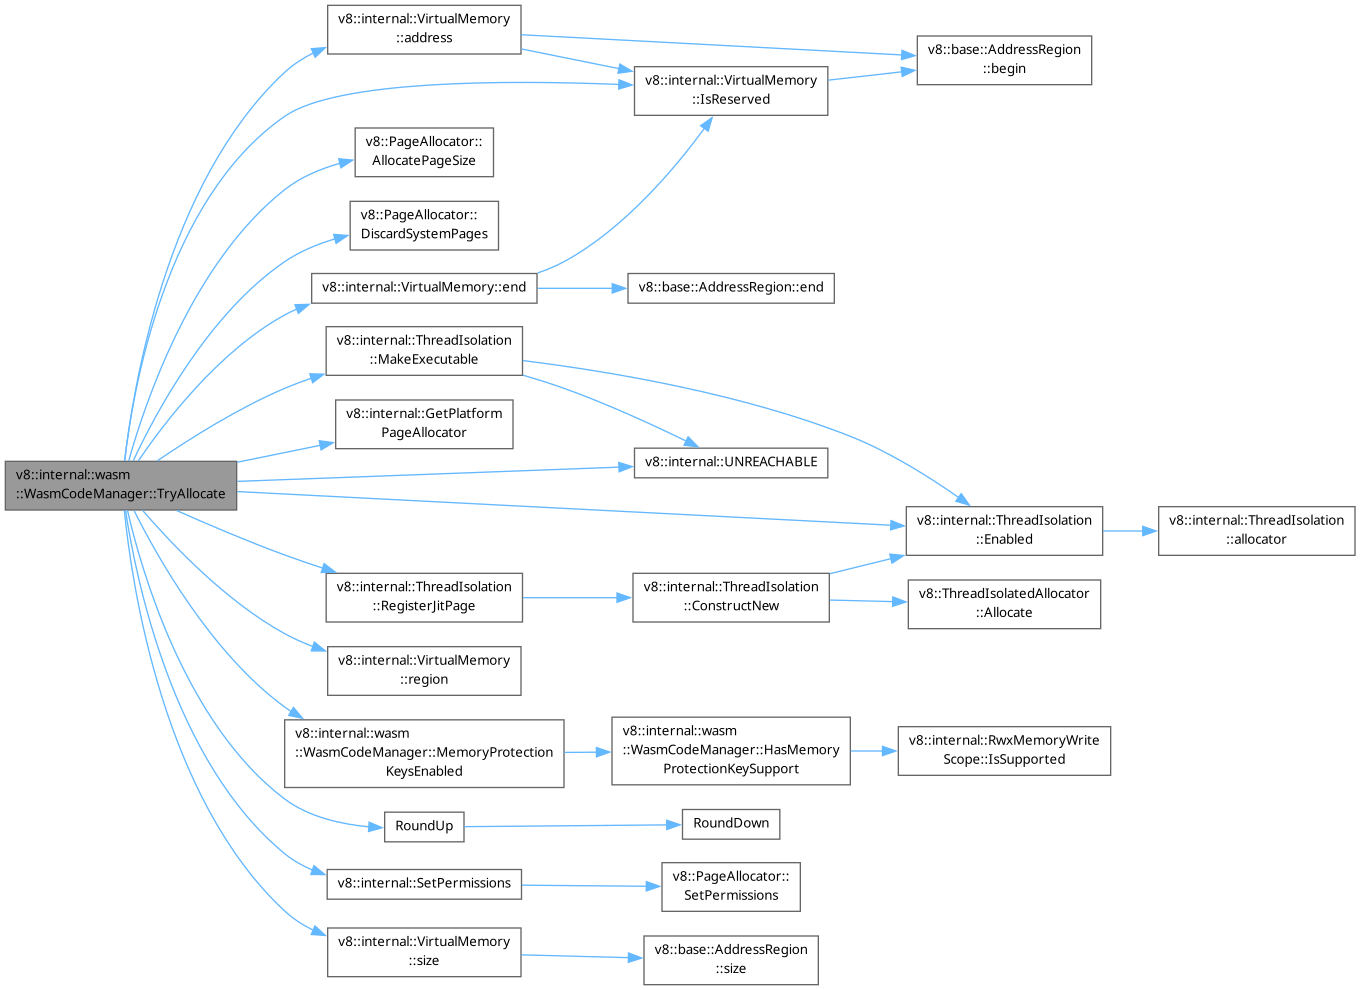 v8::internal::wasm
::WasmCodeManager::TryAllocate
v8::internal::VirtualMemory
::address
v8::internal::VirtualMemory
::IsReserved
v8::base::AddressRegion
::begin
v8::PageAllocator::
AllocatePageSize
v8::PageAllocator::
DiscardSystemPages
v8::internal::VirtualMemory::end
v8::base::AddressRegion::end
v8::internal::ThreadIsolation
::MakeExecutable
v8::internal::GetPlatform
PageAllocator
v8::internal::UNREACHABLE
v8::internal::ThreadIsolation
::Enabled
v8::internal::ThreadIsolation
::allocator
v8::internal::ThreadIsolation
::RegisterJitPage
v8::internal::ThreadIsolation
::ConstructNew
v8::ThreadIsolatedAllocator
::Allocate
v8::internal::VirtualMemory
::region
v8::internal::wasm
::WasmCodeManager::MemoryProtection
KeysEnabled
v8::internal::wasm
::WasmCodeManager::HasMemory
ProtectionKeySupport
v8::internal::RwxMemoryWrite
Scope::IsSupported
RoundUp
RoundDown
v8::internal::SetPermissions
v8::PageAllocator::
SetPermissions
v8::internal::VirtualMemory
::size
v8::base::AddressRegion
::size